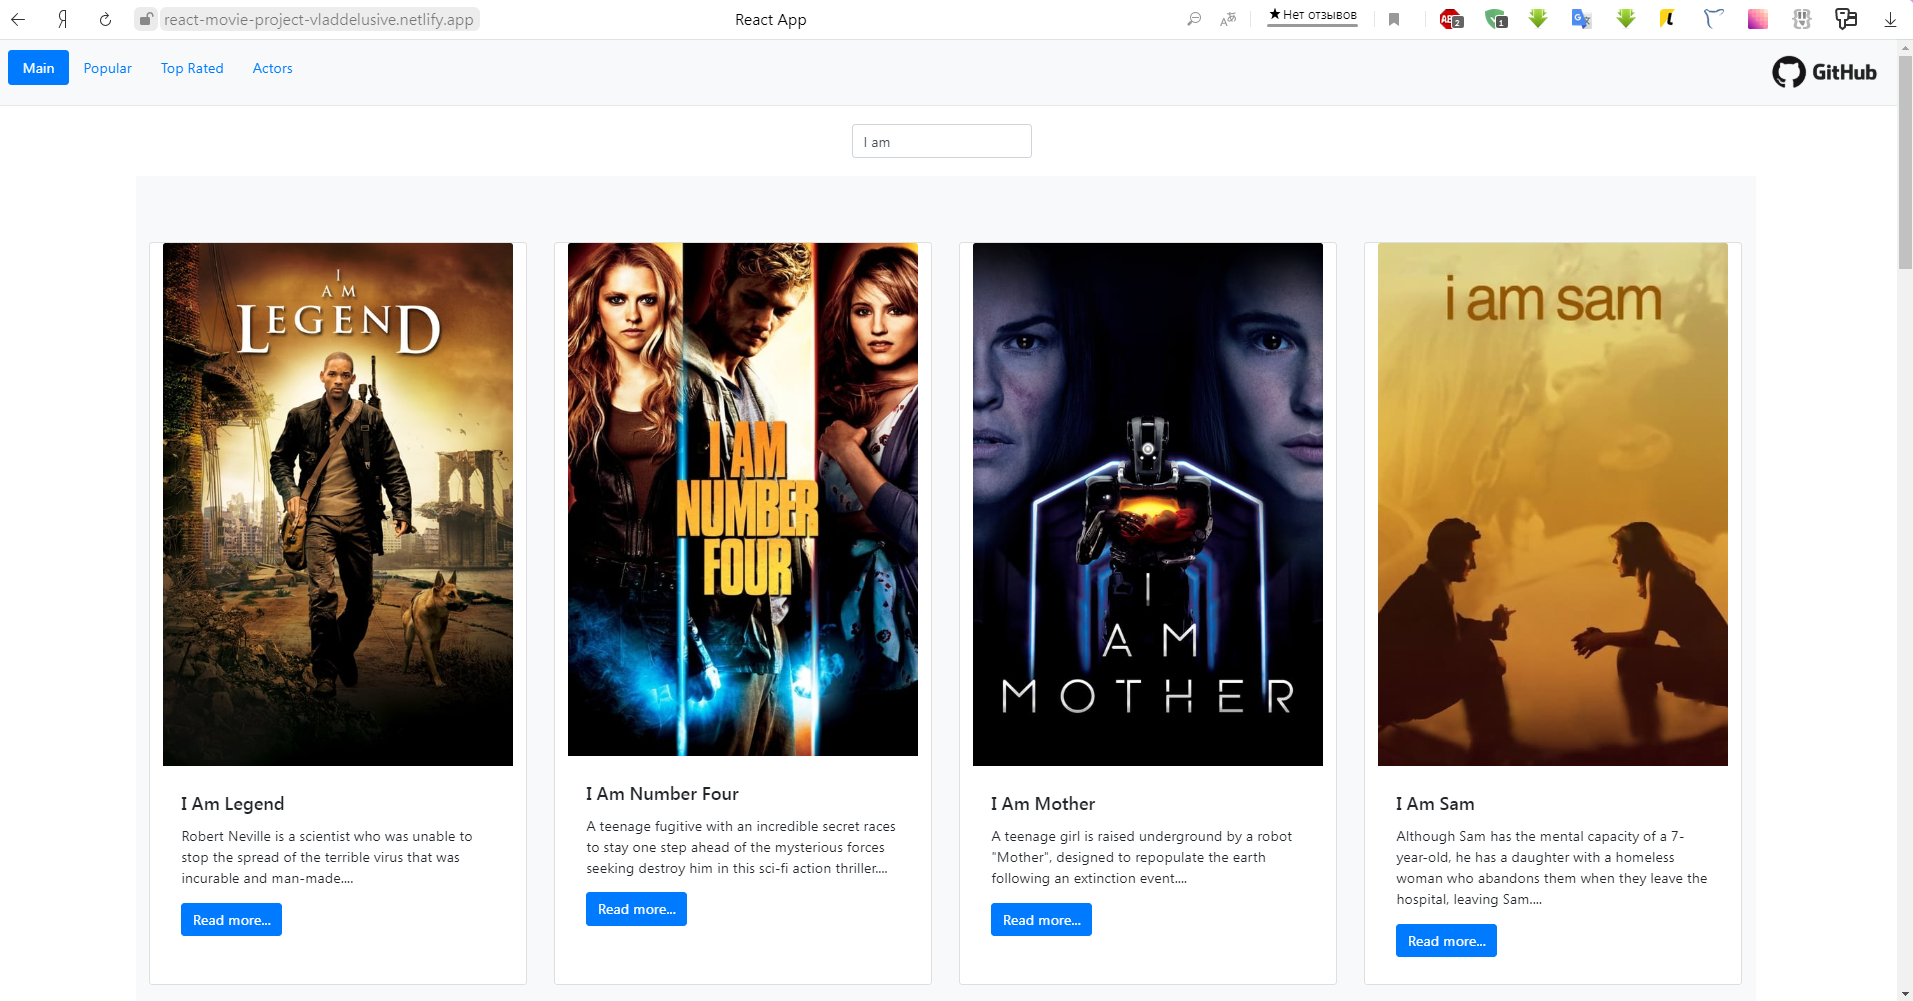 react-movie-project-vladdelusive.netlify.app
React App
★Нет отзывов
2
1
Main
Popular
Top Rated
Actors
GitHub
I am
I
AM
LEGEND
I AM
NUMBER
FOUR
I
AM
MOTHER
i am sam
I Am Legend
Robert Neville is a scientist who was unable to
stop the spread of the terrible virus that was
incurable and man-made....
Read more...
I Am Number Four
A teenage fugitive with an incredible secret races
to stay one step ahead of the mysterious forces
seeking destroy him in this sci-fi action thriller....
Read more...
I Am Mother
A teenage girl is raised underground by a robot
"Mother", designed to repopulate the earth
following an extinction event....
Read more...
I Am Sam
Although Sam has the mental capacity of a 7-
year-old, he has a daughter with a homeless
woman who abandons them when they leave the
hospital, leaving Sam....
Read more...